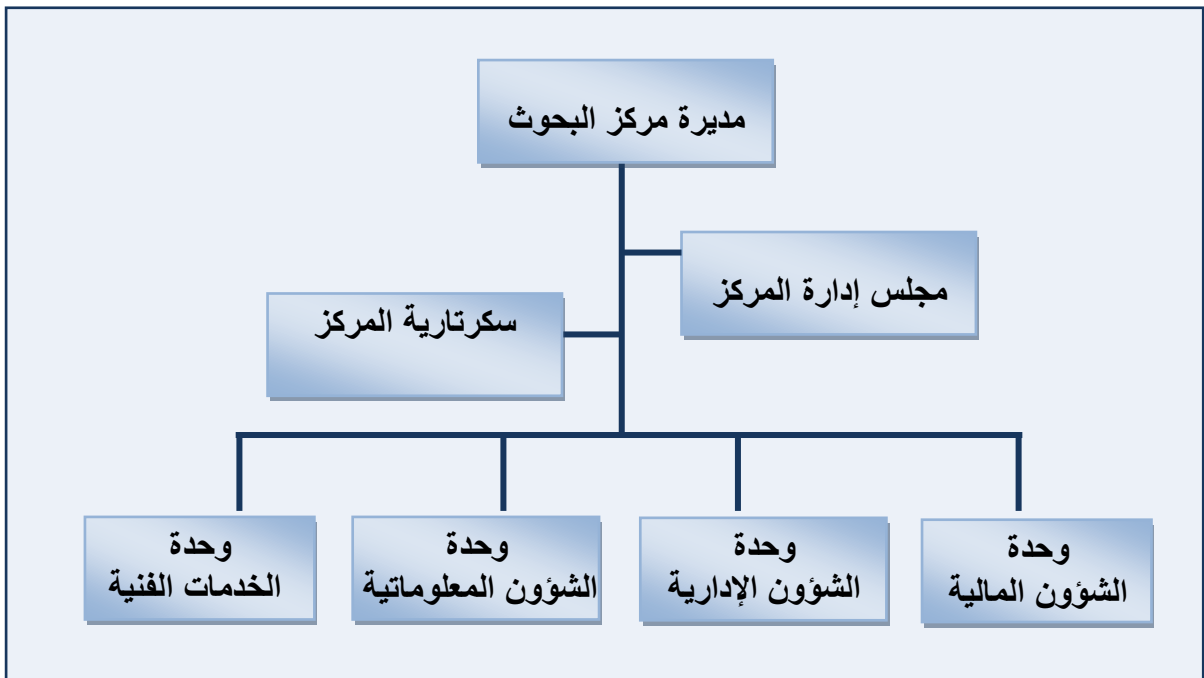 مديرة مركز البحوث
مجلس إدارة المركز
سكرتارية المركز
وحدة
الشؤون المالية
وحدة
الشؤون الإدارية
وحدة
الشؤون المعلوماتية
وحدة
الخدمات الفنية